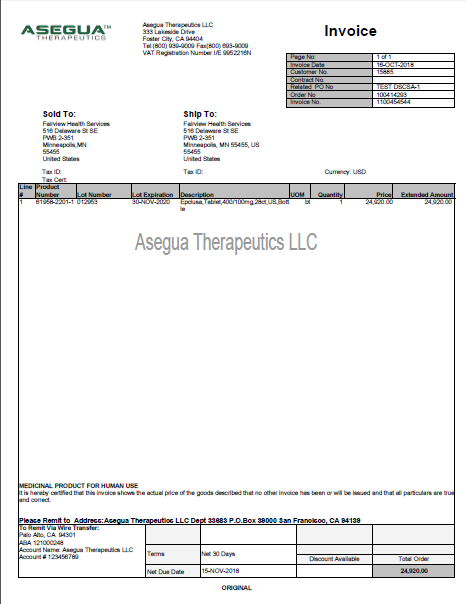 ASEGUA™
THERAPEUTICS
Asegua Therapeutics LLC
333 Lakeside Drive
Foster City, CA 94404
Tel:(800) 939-9009 Fax(800) 693-9009
VAT Registration Number I/E 9952216N
Invoice
Page No: 1 of 1
Invoice Date 16-OCT-2018
Customer No. 15885
Contract No.
Related PO No TEST DSCSA-1
Order No 100414293
Invoice No. 1100454544
Sold To:
Fairview Health Services
516 Delaware St SE
PWB 2-351
Minneapolis,MN
55455
United States
Tax ID:
Tax Cert:
Ship To:
Fairview Health Services
516 Delaware St SE
PWB 2-351
Minneapolis, MN 55455, US
55455
United States
Tax ID:
Currency: USD
Line # Product Number Lot Number Lot Expiration Description UOM Quantity Price Extended Amount
1 61958-2201-1 012953 30-NOV-2020 Epclusa,Tablet,400/100mg,28ct,US,Bott bt 1 24,920.00 24,920.00
le
Asegua Therapeutics LLC
MEDICINAL PRODUCT FOR HUMAN USE
It is hereby certified that this invoice shows the actual price of the goods described that no other invoice has been or will be issued and that all particulars are true
and correct.
Please Remit to Address:Asegua Therapeutics LLC Dept 33683 P.O.Box 39000 San Francisco, CA 94139
To Remit Via Wire Transfer:
Palo Alto, CA 94301
ABA 121000248
Account Name: Asegua Therapeutics LLC
Account # 123456789
Terms Net 30 Days
Discount Available Total Order
Net Due Date 15-NOV-2018 24,920.00
ORIGINAL